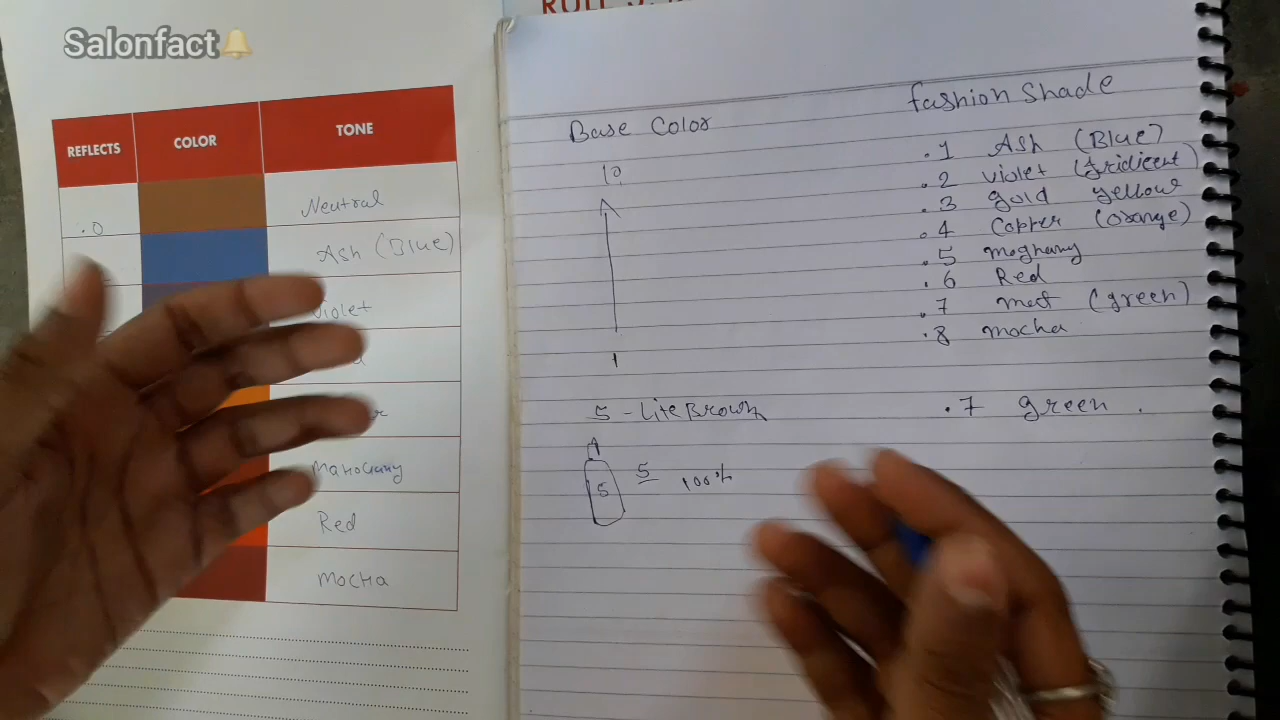 Salonfact
REFLECTS COLOR TONE
.0 Neutral
Ash (Blue)
Violet
Mahogany
Red
Mocha
Base Color
10
1
5 - Lite Brown
5 5 100%
fashion Shade
.1 Ash (Blue)
.2 violet (
.3 gold yellow
.4 Copper (orange)
.5 moghany
.6 Red
.7 mat (green)
.8 mocha
.7 green .